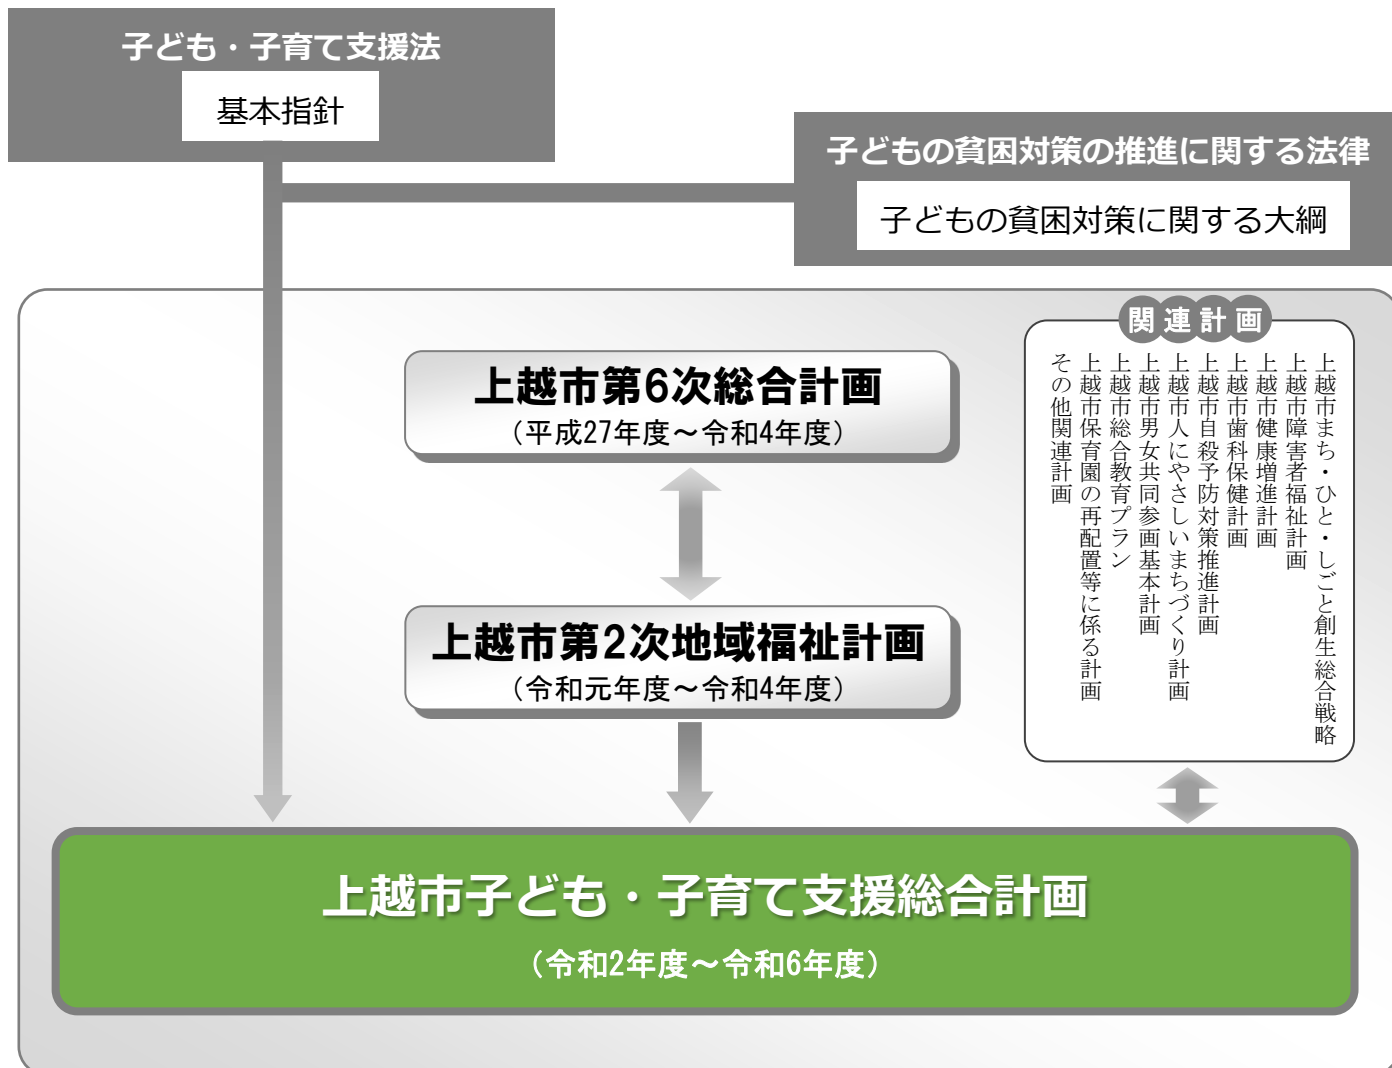 子ども・子育て支援法
基本指針
子どもの貧困対策の推進に関する法律
子どもの貧困対策に関する大綱
上越市第6次総合計画
（平成27年度～令和4年度）
上越市第2次地域福祉計画
（令和元年度～令和4年度）
関連計画
上越市まち・ひと・しごと創生総合戦略
上越市障害者福祉計画
上越市健康増進計画
上越市歯科保健計画
上越市自殺予防対策推進計画
上越市人にやさしいまちづくり計画
上越市男女共同参画基本計画
上越市総合教育プラン
上越市保育園の再配置等に係る計画
その他関連計画
上越市子ども・子育て支援総合計画
（令和2年度～令和6年度）